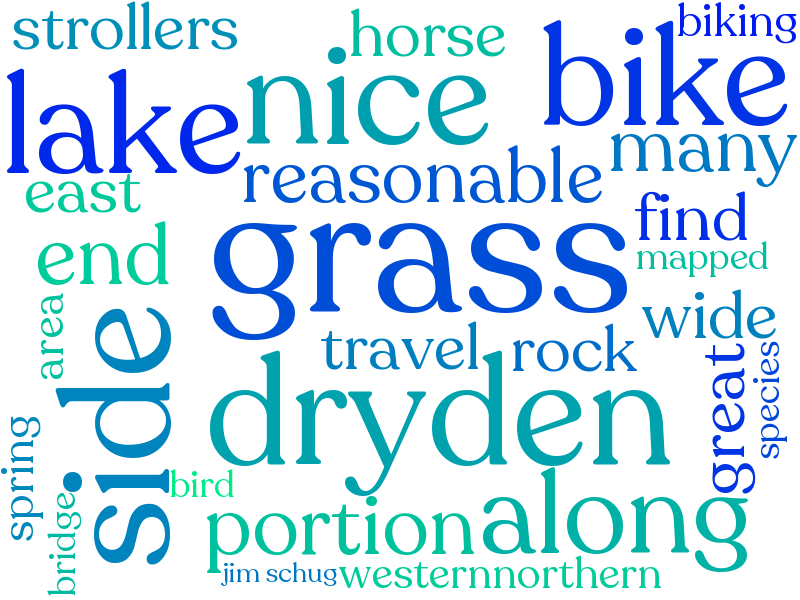 strollers
horse
biking
lake
nice
bike
many
reasonable
east
find
grass
end
mapped
area
side
wide
travel
rock
great
species
dryden
spring
bird
bridge
portion
along
jim schug
western
northern